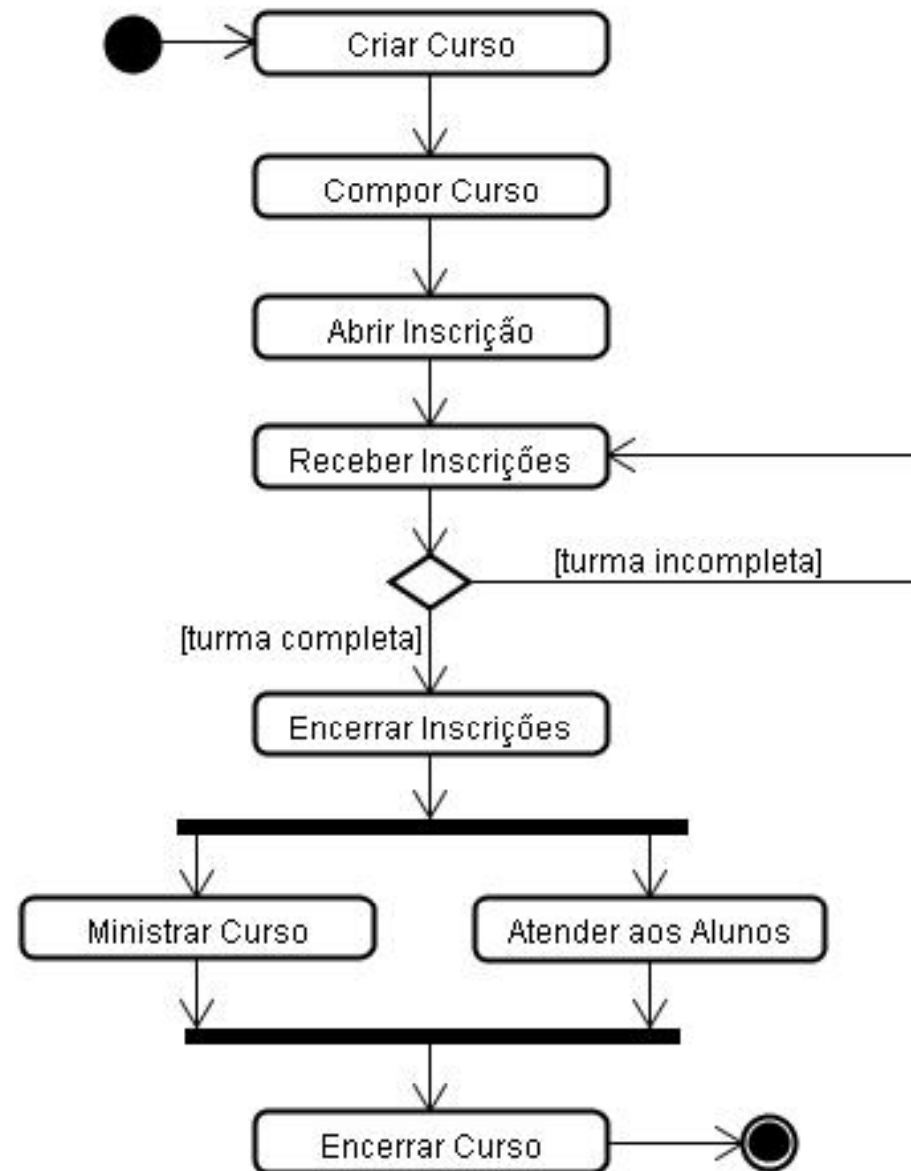 Criar Curso
Compor Curso
Abrir Inscrição
Receber Inscrições
[turma incompleta]
[turma completa]
Encerrar Inscrições
Ministrar Curso
Atender aos Alunos
Encerrar Curso